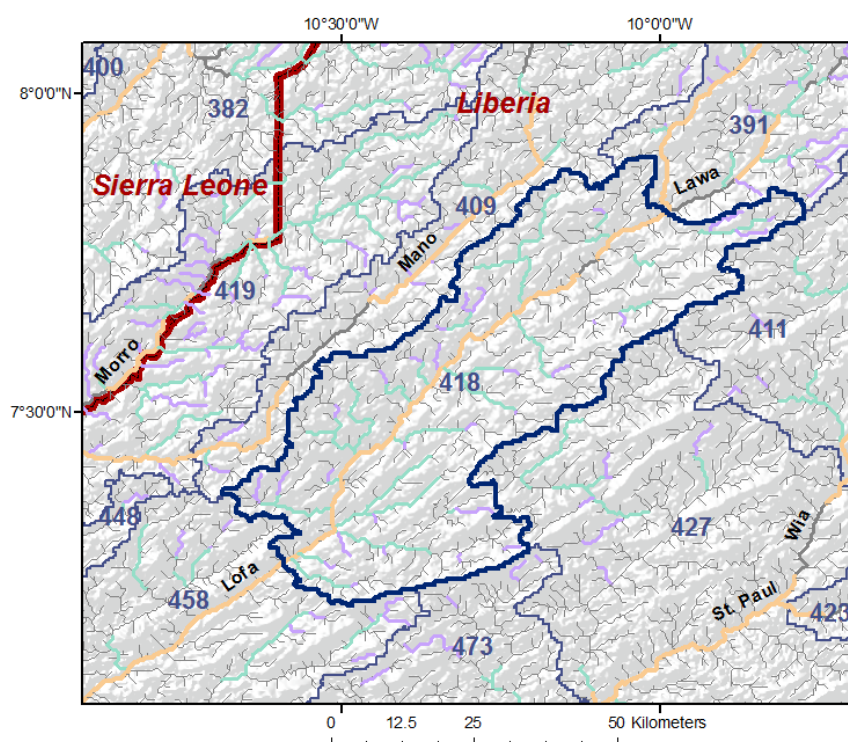 10°30'0"W 10°0'0"W
8°0'0"N
7°30'0"N
400
382
Liberia
391
Sierra Leone
Lawa
409
Mano
419
411
Morro
418
448
427
Wia
Lofa
458
St. Paul
423
473
0 12.5 25 50 Kilometers